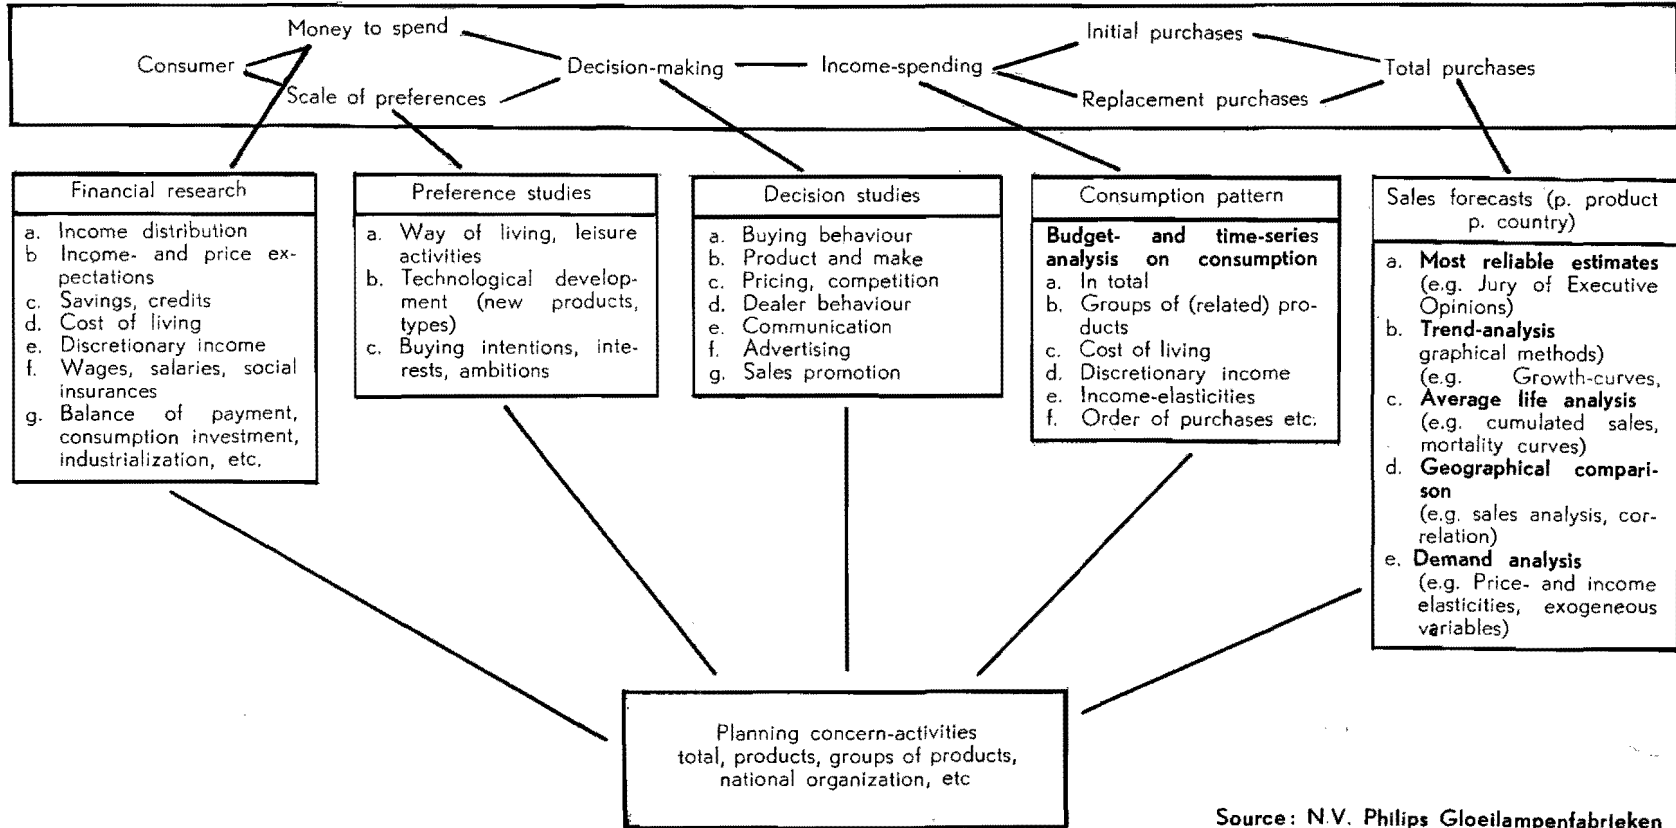 Money to spend
Consumer
Scale of preferences
Decision-making
Income-spending
Initial purchases
Replacement purchases
Total purchases
Financial research
a. Income distribution
b Income- and price ex-
pectations
c. Savings, credits
d. Cost of living
e. Discretionary income
f. Wages, salaries, social
insurances
g. Balance of payment,
consumption investment,
industrialization, etc.
Preference studies
a. Way of living, leisure
activities
b. Technological develop-
ment (new products,
types)
c. Buying intentions, inte-
rests, ambitions
Decision studies
a. Buying behaviour
b. Product and make
c. Pricing, competition
d. Dealer behaviour
e. Communication
f. Advertising
g. Sales promotion
Consumption pattern
Budget- and time-series
analysis on consumption
a. In total
b. Groups of (related) pro-
ducts
c. Cost of living
d. Discretionary income
e. Income-elasticities
f. Order of purchases etc.
Sales forecasts (p. product
p. country)
a. Most reliable estimates
(e.g. Jury of Executive
Opinions)
b. Trend-analysis
graphical methods)
(e.g. Growth-curves,
c. Average life analysis
(e.g. cumulated sales,
mortality curves)
d. Geographical compari-
son
(e.g. sales analysis, cor-
relation)
e. Demand analysis
(e.g. Price- and income
elasticities, exogeneous
variables)
Planning concern-activities
total, products, groups of products,
national organization, etc
Source: N.V. Philips Gloeilampenfabrieken